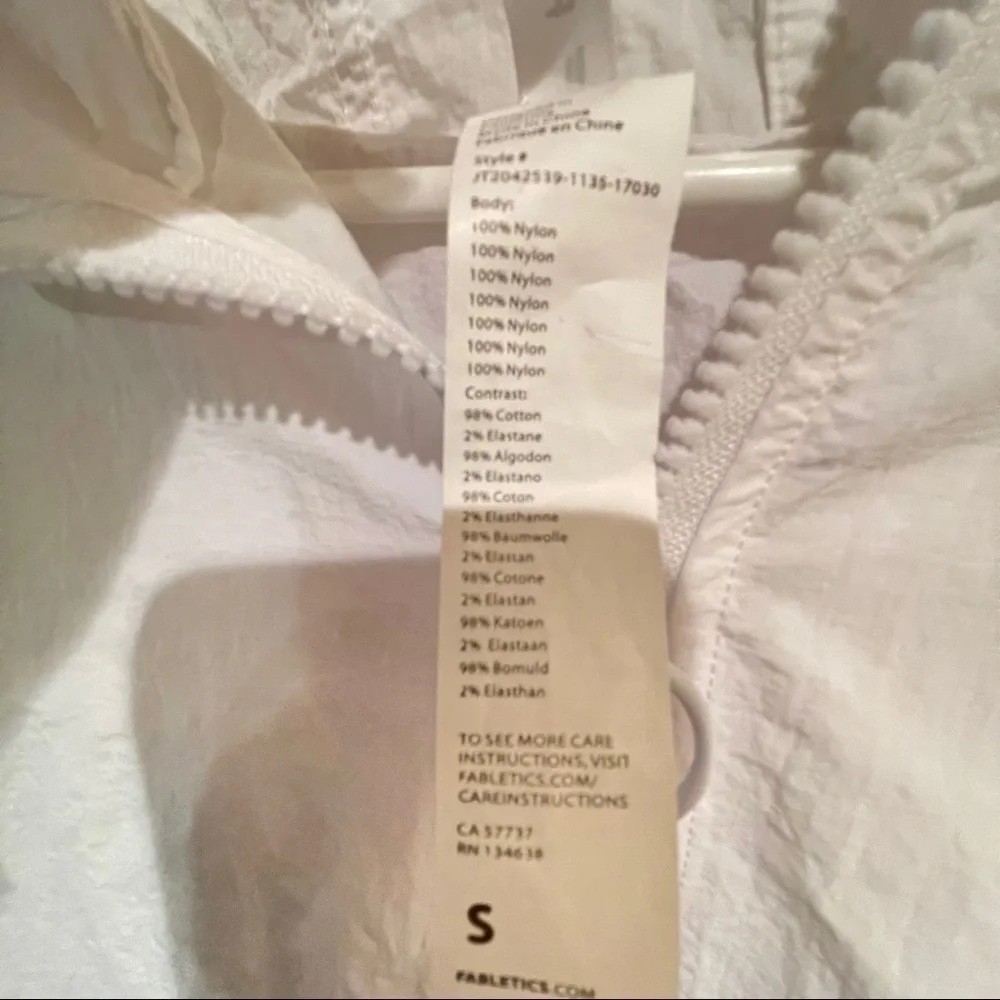 Fabriqué en Chine
Style #
JT2042539-1135-17030
Body:
100% Nylon
100% Nylon
100% Nylon
100% Nylon
100% Nylon
100% Nylon
100% Nylon
Contrast:
98% Cotton
2% Elastane
98% Algodon
2% Elastano
98% Coton
2% Elasthanne
98% Baumwolle
2% Elastan
98% Cotone
2% Elastan
98% Katoen
2% Elastaan
98% Bomuld
2% Elasthan
TO SEE MORE CARE
INSTRUCTIONS, VISIT
FABLETICS.COM/
CAREINSTRUCTIONS
CA 57737
RN 134638
S
FABLETICS.COM